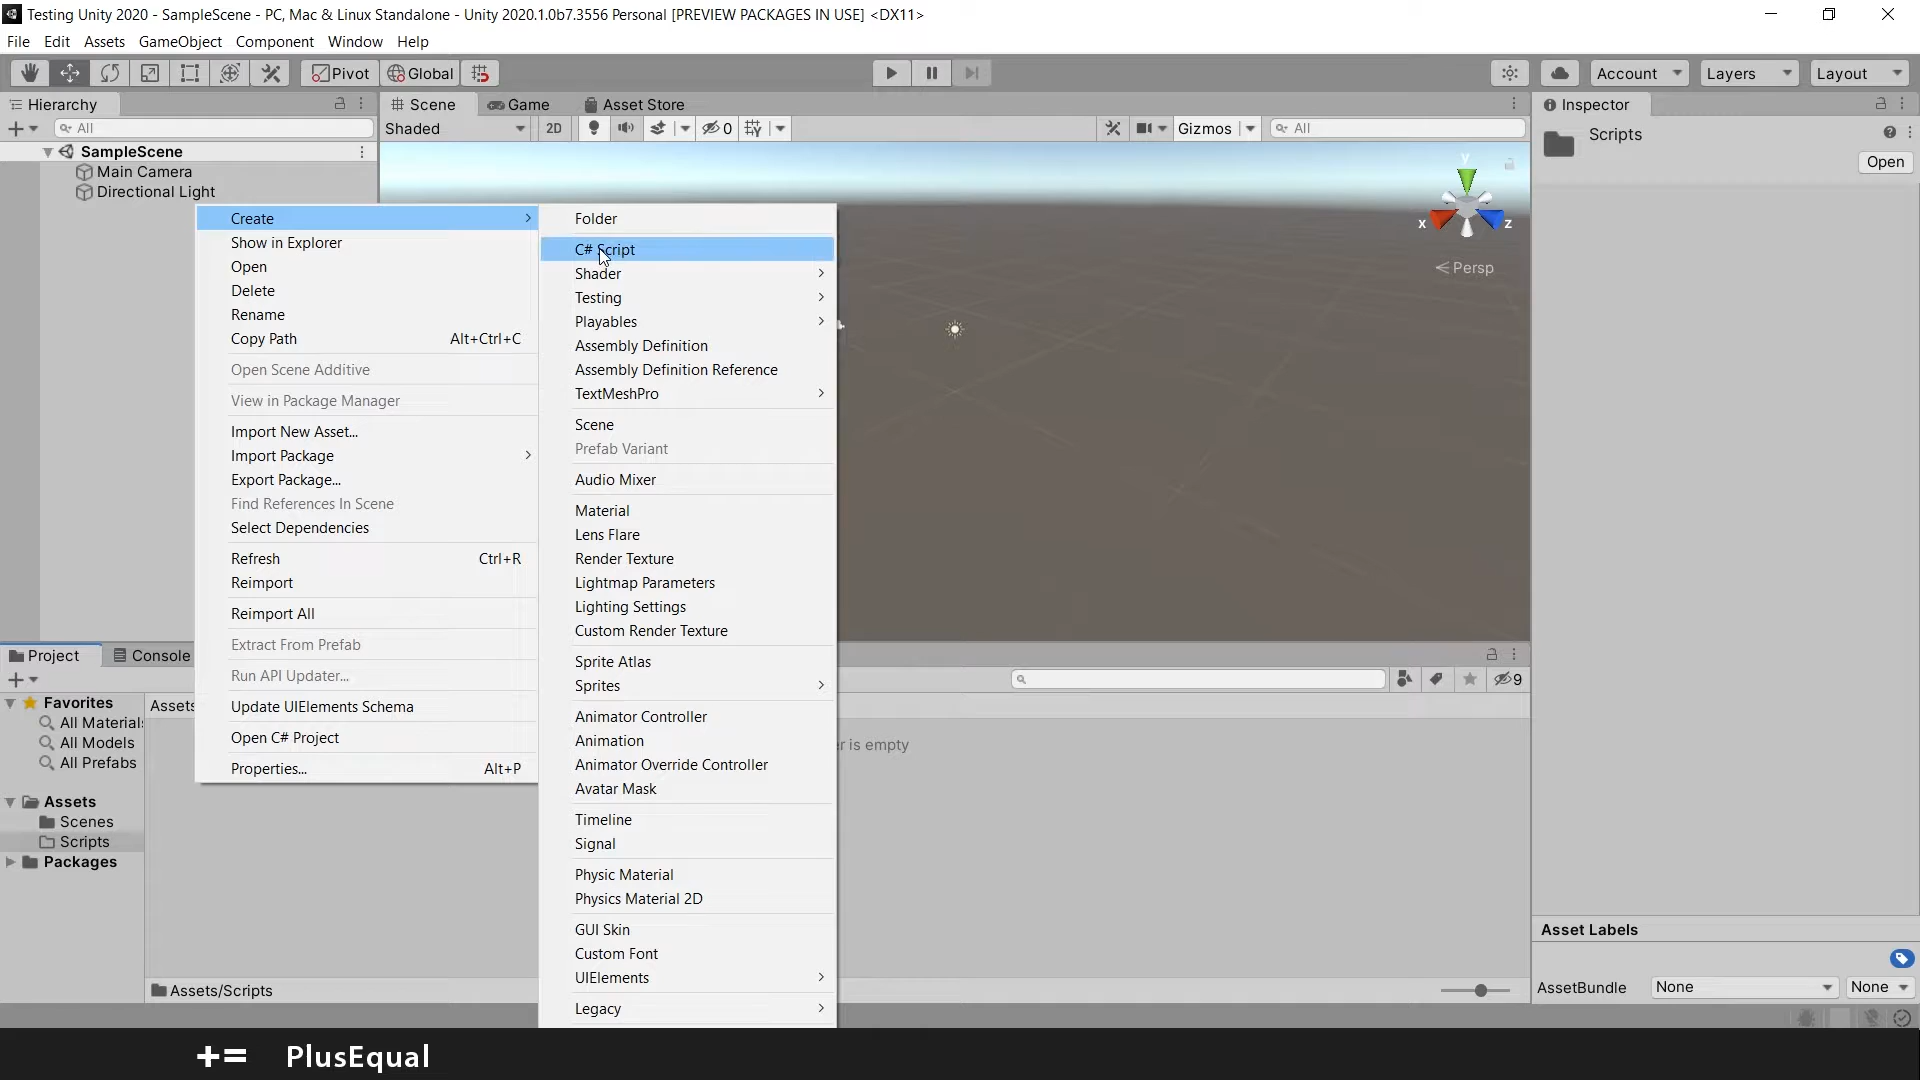 Testing Unity 2020 - SampleScene - PC, Mac & Linux Standalone - Unity 2020.1.0b7.3556 Personal [PREVIEW PACKAGES IN USE] <DX11>
File Edit Assets GameObject Component Window Help
Pivot Global Account Layers Layout
Hierarchy
All
SampleScene
Main Camera
Directional Light
Scene Game Asset Store
Shaded 2D 0 Gizmos All
y
x z
Persp
Inspector
Scripts
Open
Create
Show in Explorer
Open
Delete
Rename
Copy Path Alt+Ctrl+C
Open Scene Additive
View in Package Manager
Import New Asset...
Import Package
Export Package...
Find References In Scene
Select Dependencies
Refresh Ctrl+R
Reimport
Reimport All
Extract From Prefab
Run API Updater...
Update UIElements Schema
Open C# Project
Properties... Alt+P
Folder
C# Script
Shader
Testing
Playables
Assembly Definition
Assembly Definition Reference
TextMeshPro
Scene
Prefab Variant
Audio Mixer
Material
Lens Flare
Render Texture
Lightmap Parameters
Lighting Settings
Custom Render Texture
Sprite Atlas
Sprites
Animator Controller
Animation
Animator Override Controller
Avatar Mask
Timeline
Signal
Physic Material
Physics Material 2D
GUI Skin
Custom Font
UIElements
Legacy
Project Console
9
Favorites
All Materials
All Models
All Prefabs
Assets
Scenes
Scripts
Packages
Assets
is empty
Assets/Scripts
Asset Labels
AssetBundle None None
+= PlusEqual